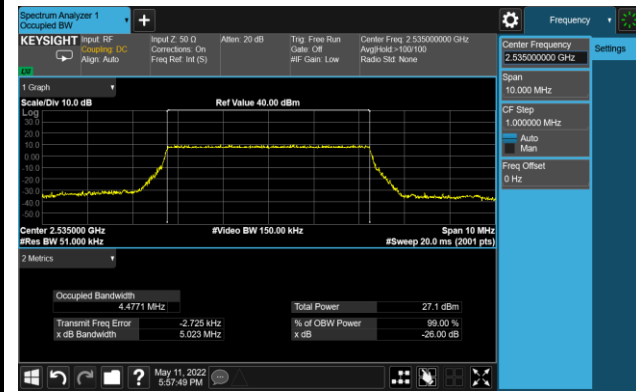 Spectrum Analyzer 1
Occupied BW
Frequency
KEYSIGHT
Input: RF
Coupling: DC
Align: Auto
Input Z: 50 Ω
Corrections: On
Freq Ref: Int (S)
Atten: 20 dB
Trig: Free Run
Gate: Off
#IF Gain: Low
Center Freq: 2.535000000 GHz
Avg|Hold:>100/100
Radio Std: None
Center Frequency
2.535000000 GHz
Settings
Span
10.000 MHz
CF Step
1.000000 MHz
Auto
Man
Freq Offset
0 Hz
1 Graph
Scale/Div 10.0 dB
Ref Value 40.00 dBm
Log
30.0
20.0
10.0
0.00
-10.0
-20.0
-30.0
-40.0
-50.0
Center 2.535000 GHz
#Video BW 150.00 kHz
Span 10 MHz
#Res BW 51.000 kHz
#Sweep 20.0 ms (2001 pts)
2 Metrics
Occupied Bandwidth
4.4771 MHz
Total Power
27.1 dBm
Transmit Freq Error
-2.725 kHz
% of OBW Power
99.00 %
x dB Bandwidth
5.023 MHz
x dB
-26.00 dB
May 11, 2022
5:57:49 PM